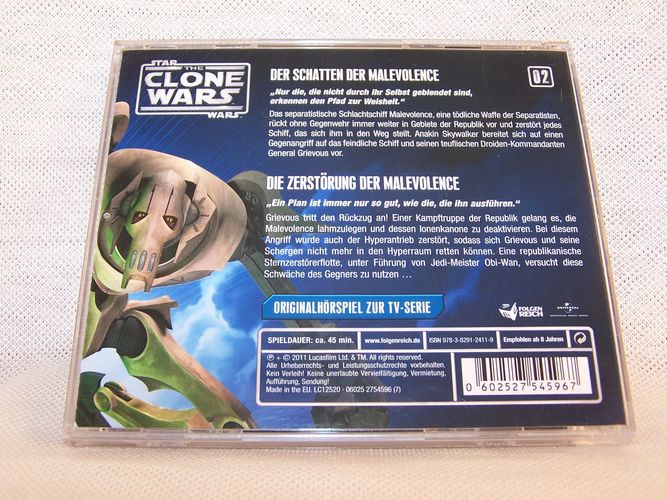 STAR
THE
CLONE
WARS
WARS
02
DER SCHATTEN DER MALEVOLENCE
„Nur die, die nicht durch ihr Selbst geblendet sind,
erkennen den Pfad zur Weisheit.“
Das separatistische Schlachtschiff Malevolence, eine tödliche Waffe der Separatisten,
rückt ohne Gegenwehr immer weiter in Gebiete der Republik vor und zerstört jedes
Schiff, das sich ihm in den Weg stellt. Anakin Skywalker bereitet sich auf einen
Gegenangriff auf das feindliche Schiff und seinen teuflischen Droiden-Kommandanten
General Grievous vor.
DIE ZERSTÖRUNG DER MALEVOLENCE
„Ein Plan ist immer nur so gut, wie die, die ihn ausführen.“
Grievous tritt den Rückzug an! Einer Kampftruppe der Republik gelang es, die
Malevolence lahmzulegen und dessen Ionenkanone zu deaktivieren. Bei diesem
Angriff wurde auch der Hyperantrieb zerstört, sodass sich Grievous und seine
Schergen nicht mehr in den Hyperraum retten können. Eine republikanische
Sternzerstörerflotte, unter Führung von Jedi-Meister Obi-Wan, versucht diese
Schwäche des Gegners zu nutzen ...
ORIGINALHÖRSPIEL ZUR TV-SERIE
FOLGEN
REICH
UNIVERSAL
SPIELDAUER: ca. 45 min. www.folgenreich.de ISBN 978-3-8291-2411-9 Empfohlen ab 8 Jahren
℗ + © 2011 Lucasfilm Ltd. & TM. All rights reserved.
Alle Urheberrechts- und Leistungsschutzrechte vorbehalten.
Kein Verleih! Keine unerlaubte Vervielfältigung, Vermietung,
Aufführung, Sendung!
Made in the EU. LC12520 - 06025 2754596 (7)
0 602527 545967